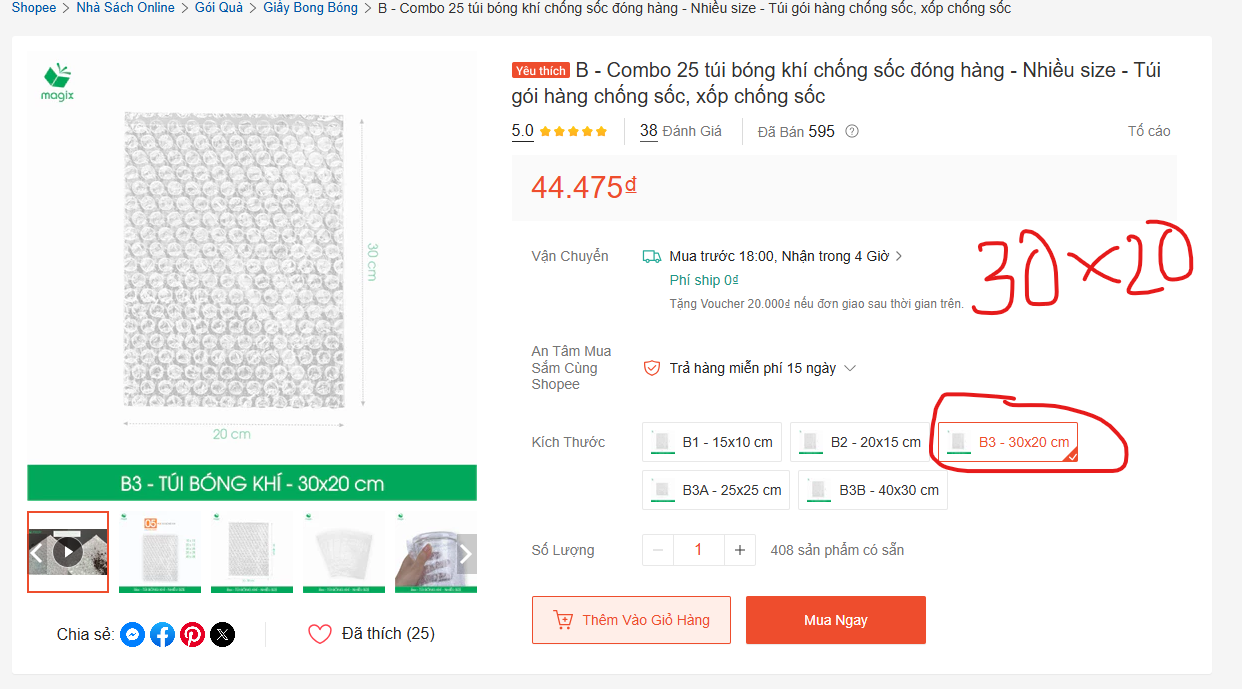 Shopee > Nhà Sách Online > Gói Quà > Giấy Bong Bóng > B - Combo 25 túi bóng khí chống sốc đóng hàng - Nhiều size - Túi gói hàng chống sốc, xốp chống sốc
magix
30 cm
20 cm
B3 - TÚI BÓNG KHÍ - 30x20 cm
Chia sẻ:
Đã thích (25)
Yêu thích B - Combo 25 túi bóng khí chống sốc đóng hàng - Nhiều size - Túi
gói hàng chống sốc, xốp chống sốc
5.0 38 Đánh Giá Đã Bán 595 ? Tố cáo
44.475₫
Vận Chuyển Mua trước 18:00, Nhận trong 4 Giờ >
Phí ship 0₫
Tặng Voucher 20.000₫ nếu đơn giao sau thời gian trên.
30x20
An Tâm Mua
Sắm Cùng
Shopee
Trả hàng miễn phí 15 ngày
Kích Thước B1 - 15x10 cm B2 - 20x15 cm B3 - 30x20 cm
B3A - 25x25 cm B3B - 40x30 cm
Số Lượng - 1 + 408 sản phẩm có sẵn
Thêm Vào Giỏ Hàng Mua Ngay